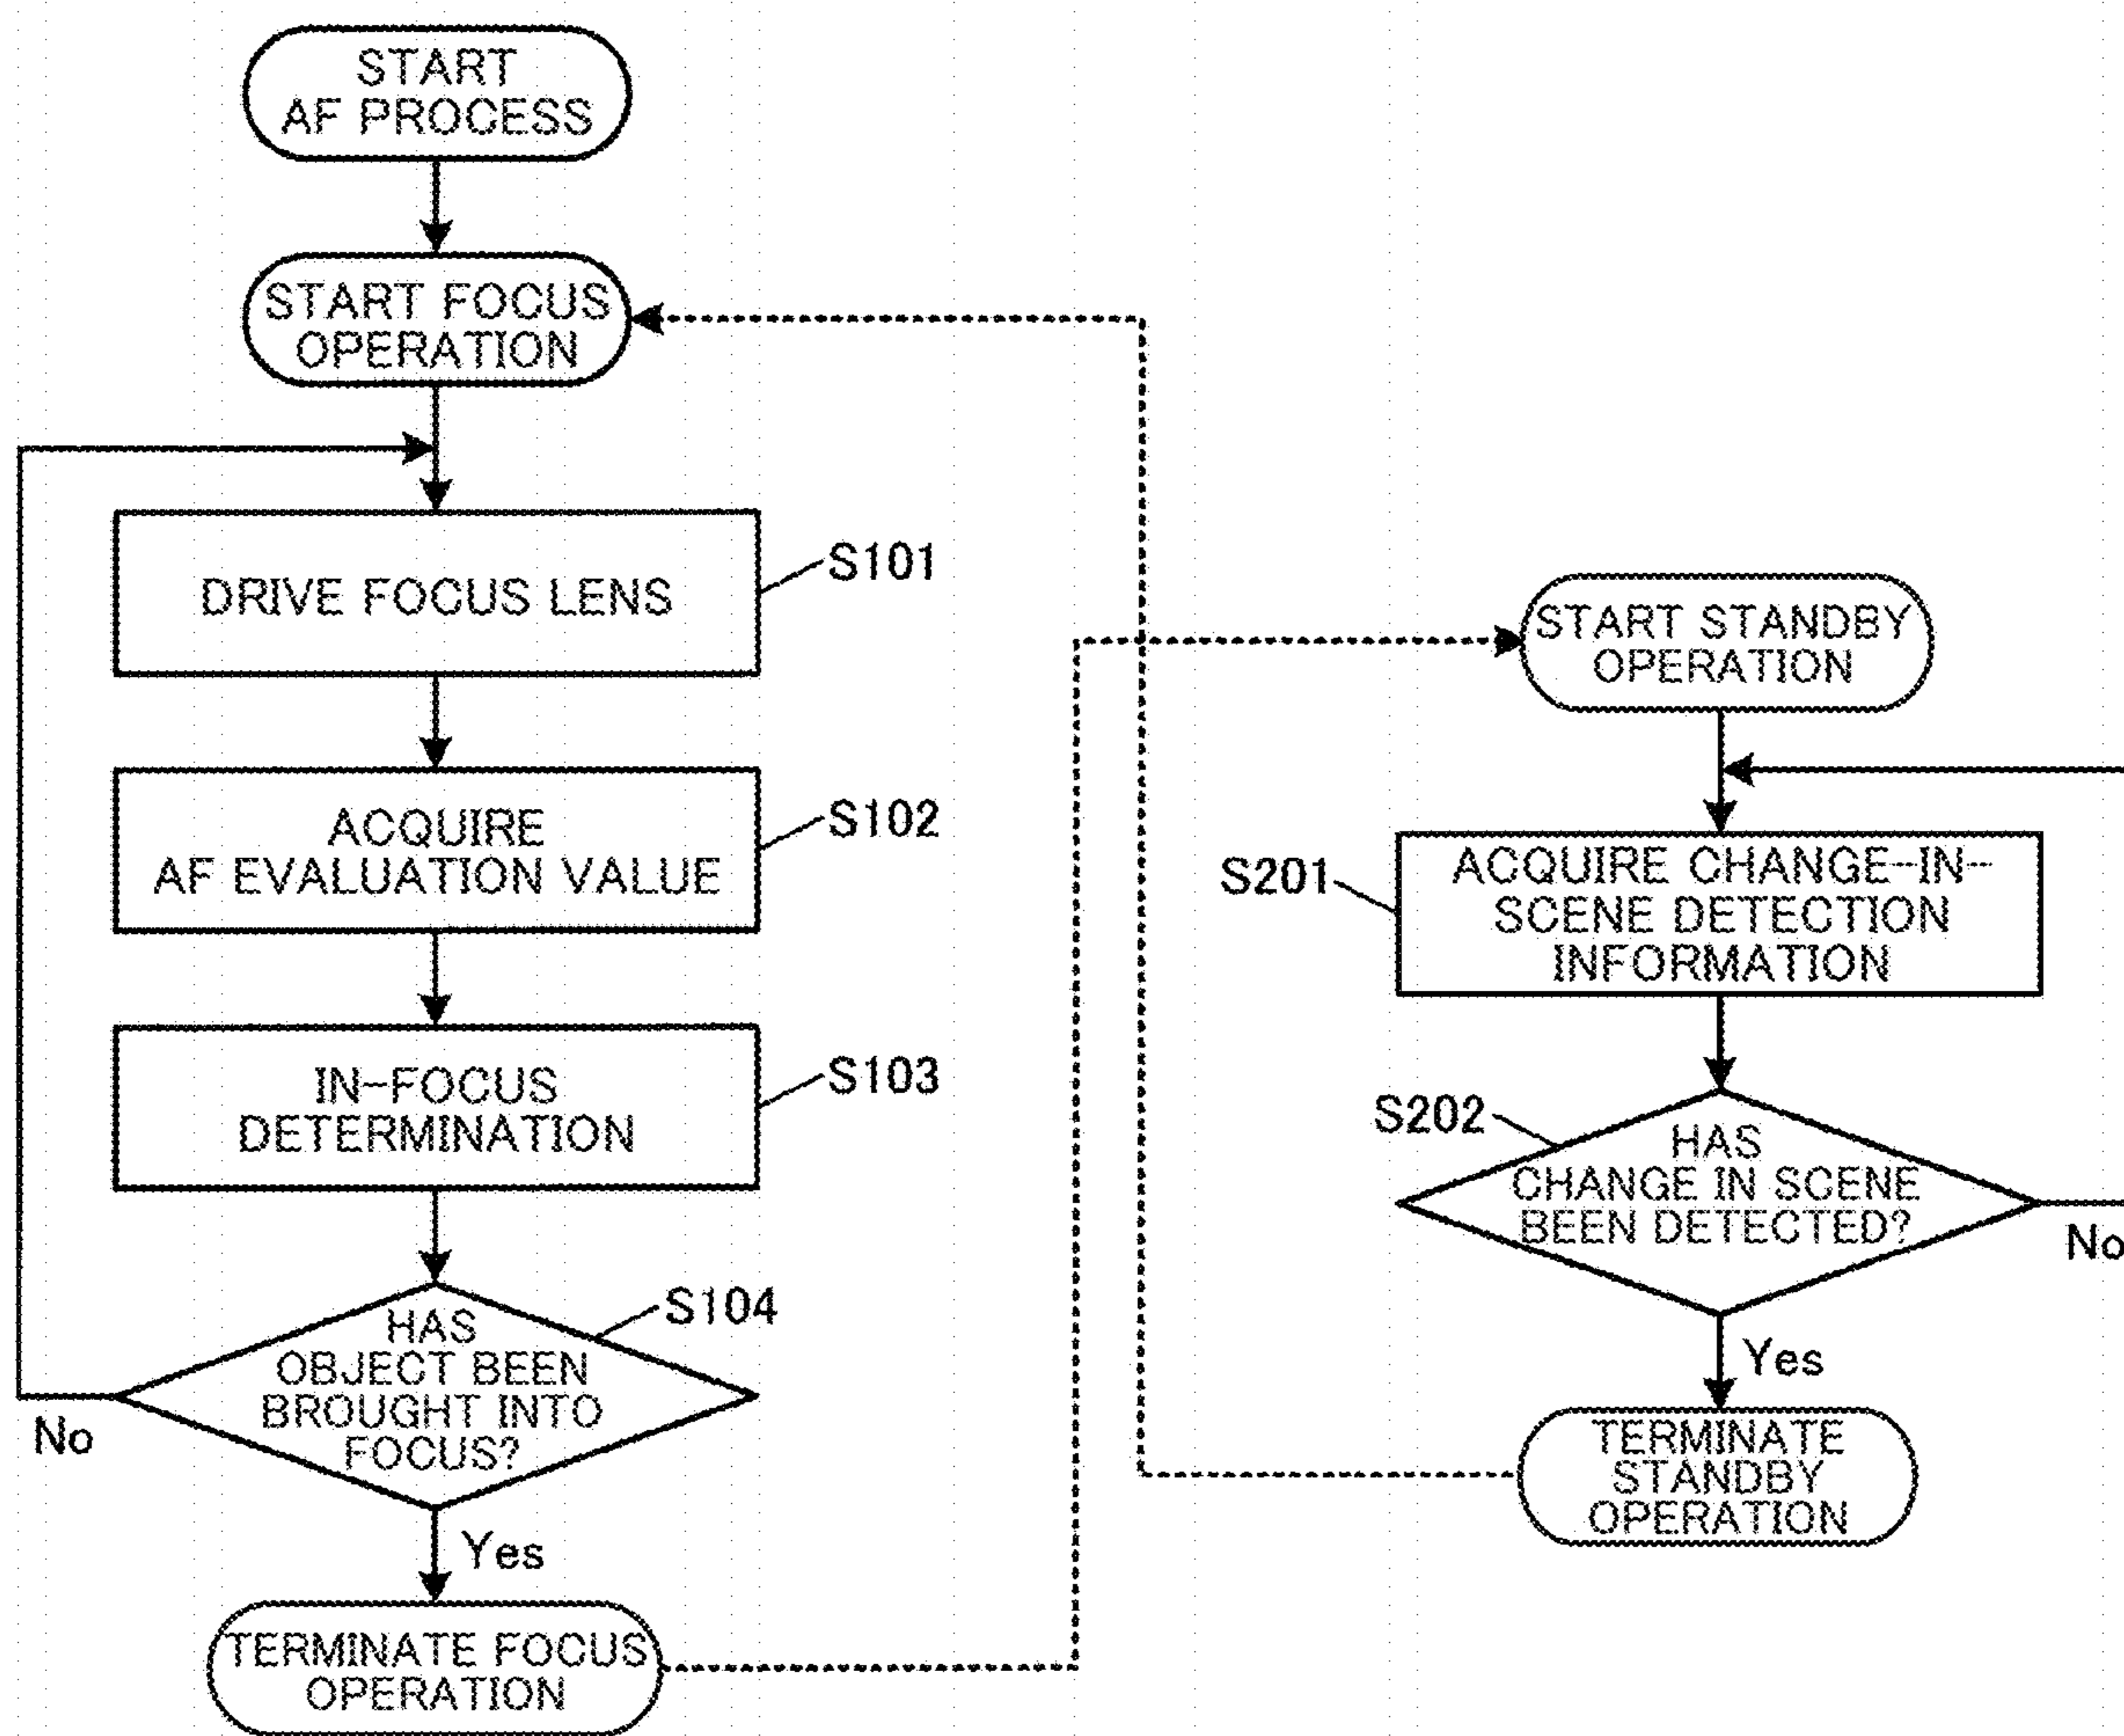 START
AF PROCESS
START FOCUS
OPERATION
DRIVE FOCUS LENS
S101
ACQUIRE
AF EVALUATION VALUE
S102
IN-FOCUS
DETERMINATION
S103
HAS
OBJECT BEEN
BROUGHT INTO
FOCUS?
S104
No
Yes
TERMINATE FOCUS
OPERATION
START STANDBY
OPERATION
S201
ACQUIRE CHANGE-IN-
SCENE DETECTION
INFORMATION
S202
HAS
CHANGE IN SCENE
BEEN DETECTED?
No
Yes
TERMINATE
STANDBY
OPERATION